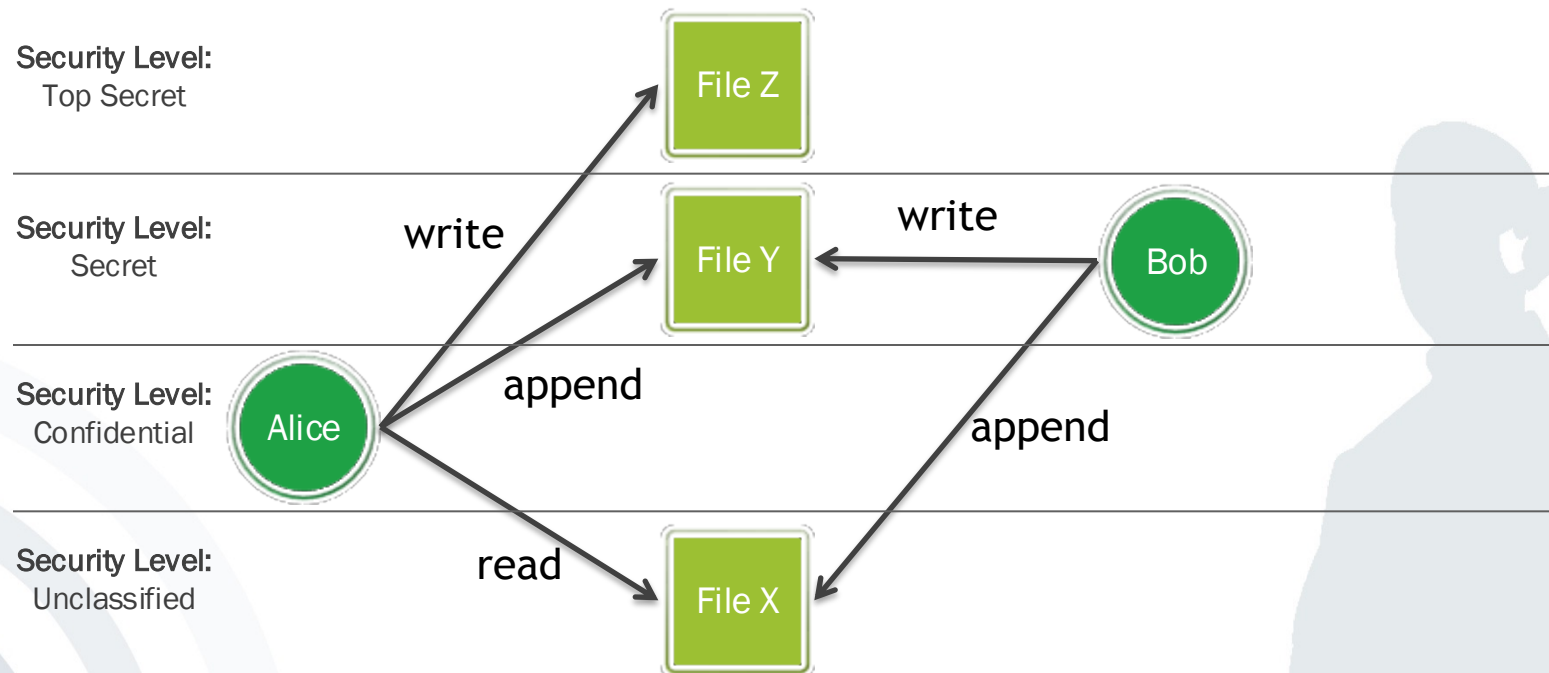 Security Level:
Top Secret
File Z
Security Level:
Secret
write
File Y
write
Bob
Security Level:
Confidential
Alice
append
append
Security Level:
Unclassified
read
File X